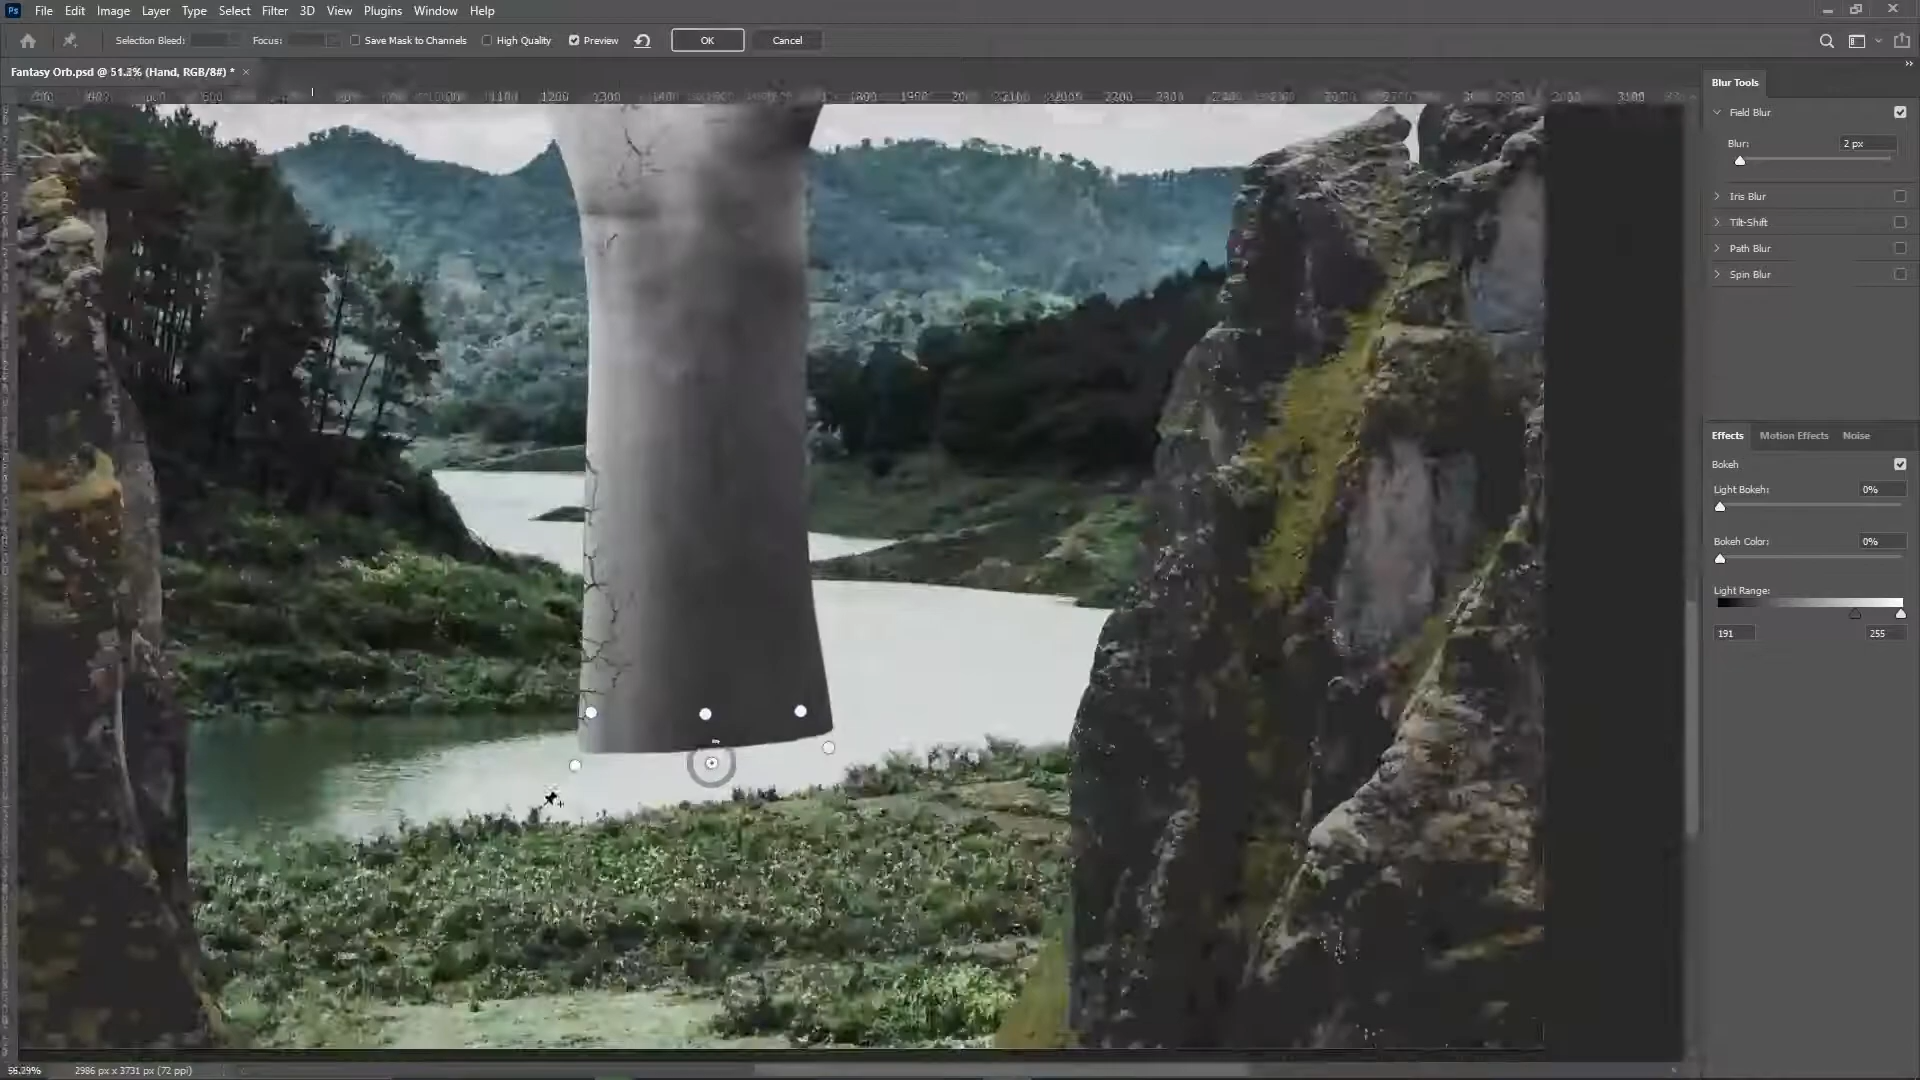 Ps File Edit Image Layer Type Select Filter 3D View Plugins Window Help
Selection Bleed: Focus: Save Mask to Channels High Quality Preview OK Cancel
Fantasy Orb.psd @ 51.3% (Hand, RGB/8#) * ×
Blur Tools
Field Blur
Blur: 2 px
Iris Blur
Tilt-Shift
Path Blur
Spin Blur
Effects Motion Effects Noise
Bokeh
Light Bokeh: 0%
Bokeh Color: 0%
Light Range:
191 255
56.29% 2986 px x 3731 px (72 ppi)